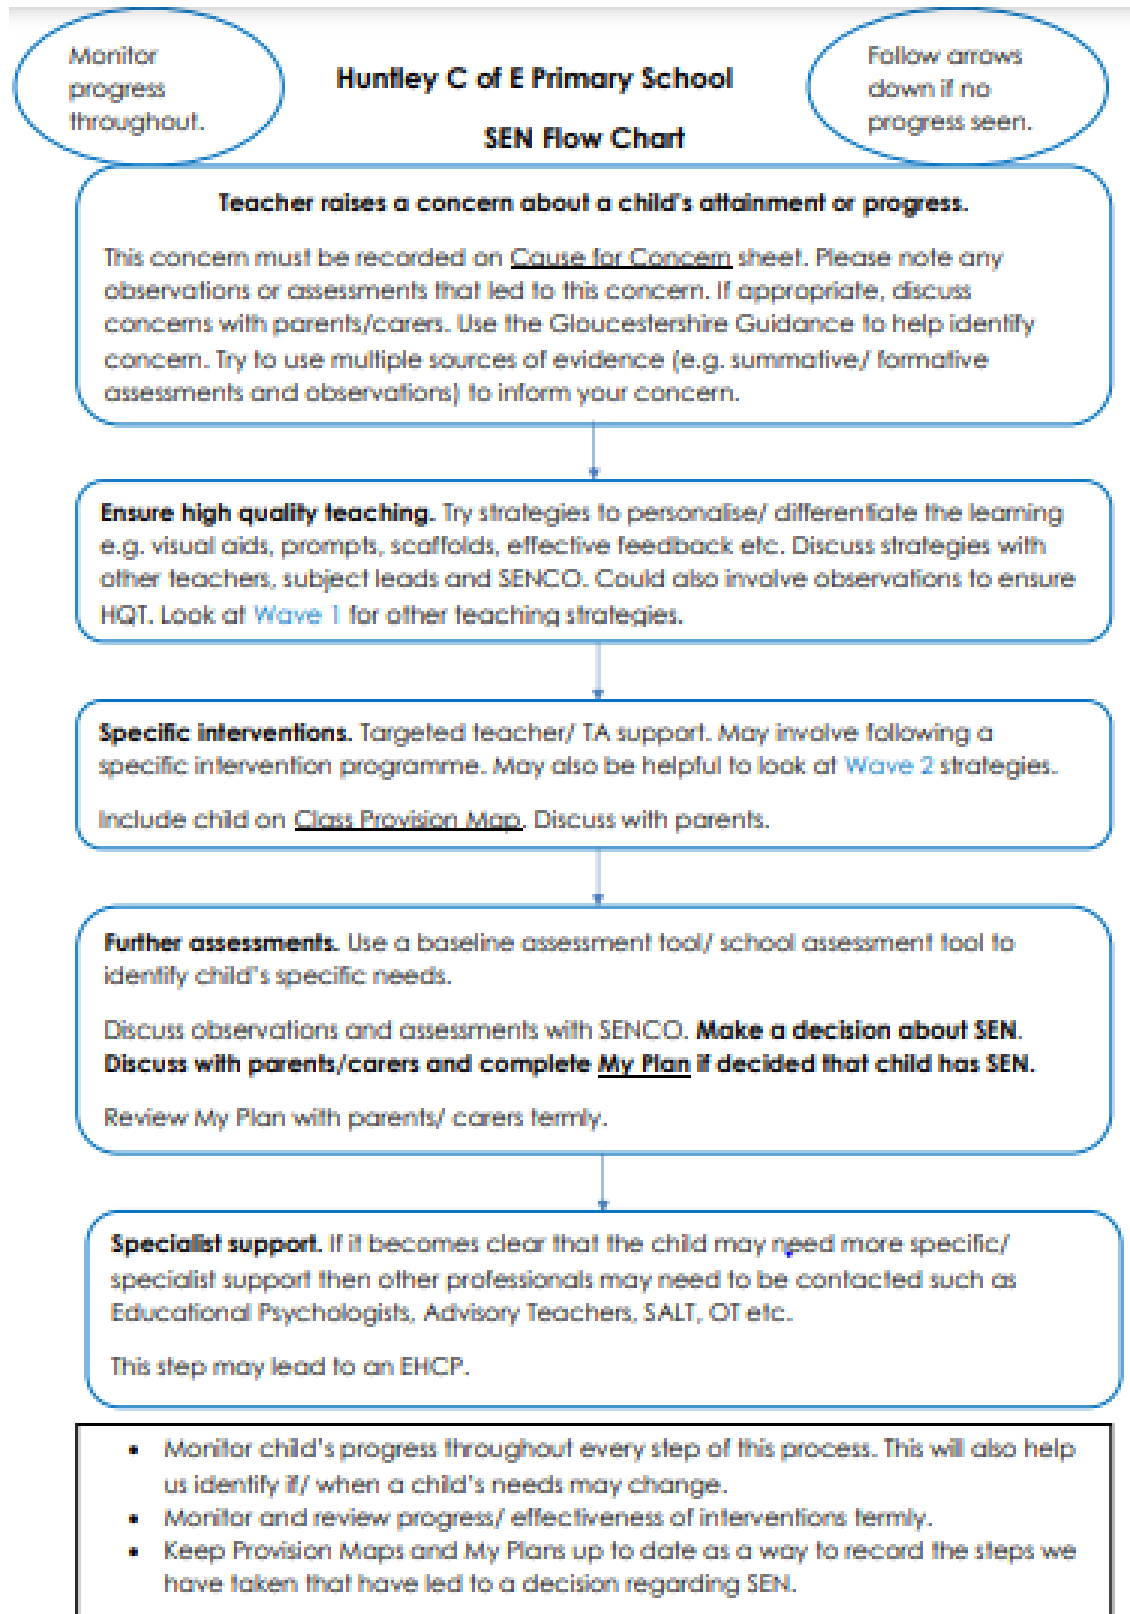 Monitor
progress
throughout.
Huntley C of E Primary School
SEN Flow Chart
Follow arrows
down if no
progress seen.
Teacher raises a concern about a child's attainment or progress.
This concern must be recorded on Cause for Concern sheet. Please note any
observations or assessments that led to this concern. If appropriate, discuss
concerns with parents/carers. Use the Gloucestershire Guidance to help identify
concern. Try to use multiple sources of evidence (e.g. summative/ formative
assessments and observations) to inform your concern.
Ensure high quality teaching. Try strategies to personalise/ differentiate the learning
e.g. visual aids, prompts, scaffolds, effective feedback etc. Discuss strategies with
other teachers, subject leads and SENCO. Could also involve observations to ensure
HQT. Look at Wave 1 for other teaching strategies.
Specific interventions. Targeted teacher/ TA support. May involve following a
specific intervention programme. May also be helpful to look at Wave 2 strategies.
Include child on Class Provision Map. Discuss with parents.
Further assessments. Use a baseline assessment tool/ school assessment tool to
identify child's specific needs.
Discuss observations and assessments with SENCO. Make a decision about SEN.
Discuss with parents/carers and complete My Plan if decided that child has SEN.
Review My Plan with parents/ carers termly.
Specialist support. If it becomes clear that the child may need more specific/
specialist support then other professionals may need to be contacted such as
Educational Psychologists, Advisory Teachers, SALT, OT etc.
This step may lead to an EHCP.
• Monitor child's progress throughout every step of this process. This will also help
us identify if/ when a child's needs may change.
• Monitor and review progress/ effectiveness of interventions termly.
• Keep Provision Maps and My Plans up to date as a way to record the steps we
have taken that have led to a decision regarding SEN.